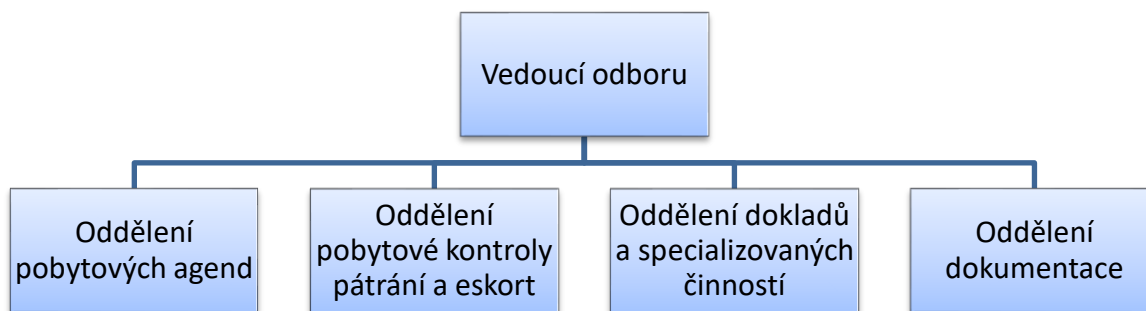 Vedoucí odboru
Oddělení
pobytových agend
Oddělení
pobytové kontroly
pátrání a eskort
Oddělení dokladů
a specializovaných
činností
Oddělení
dokumentace